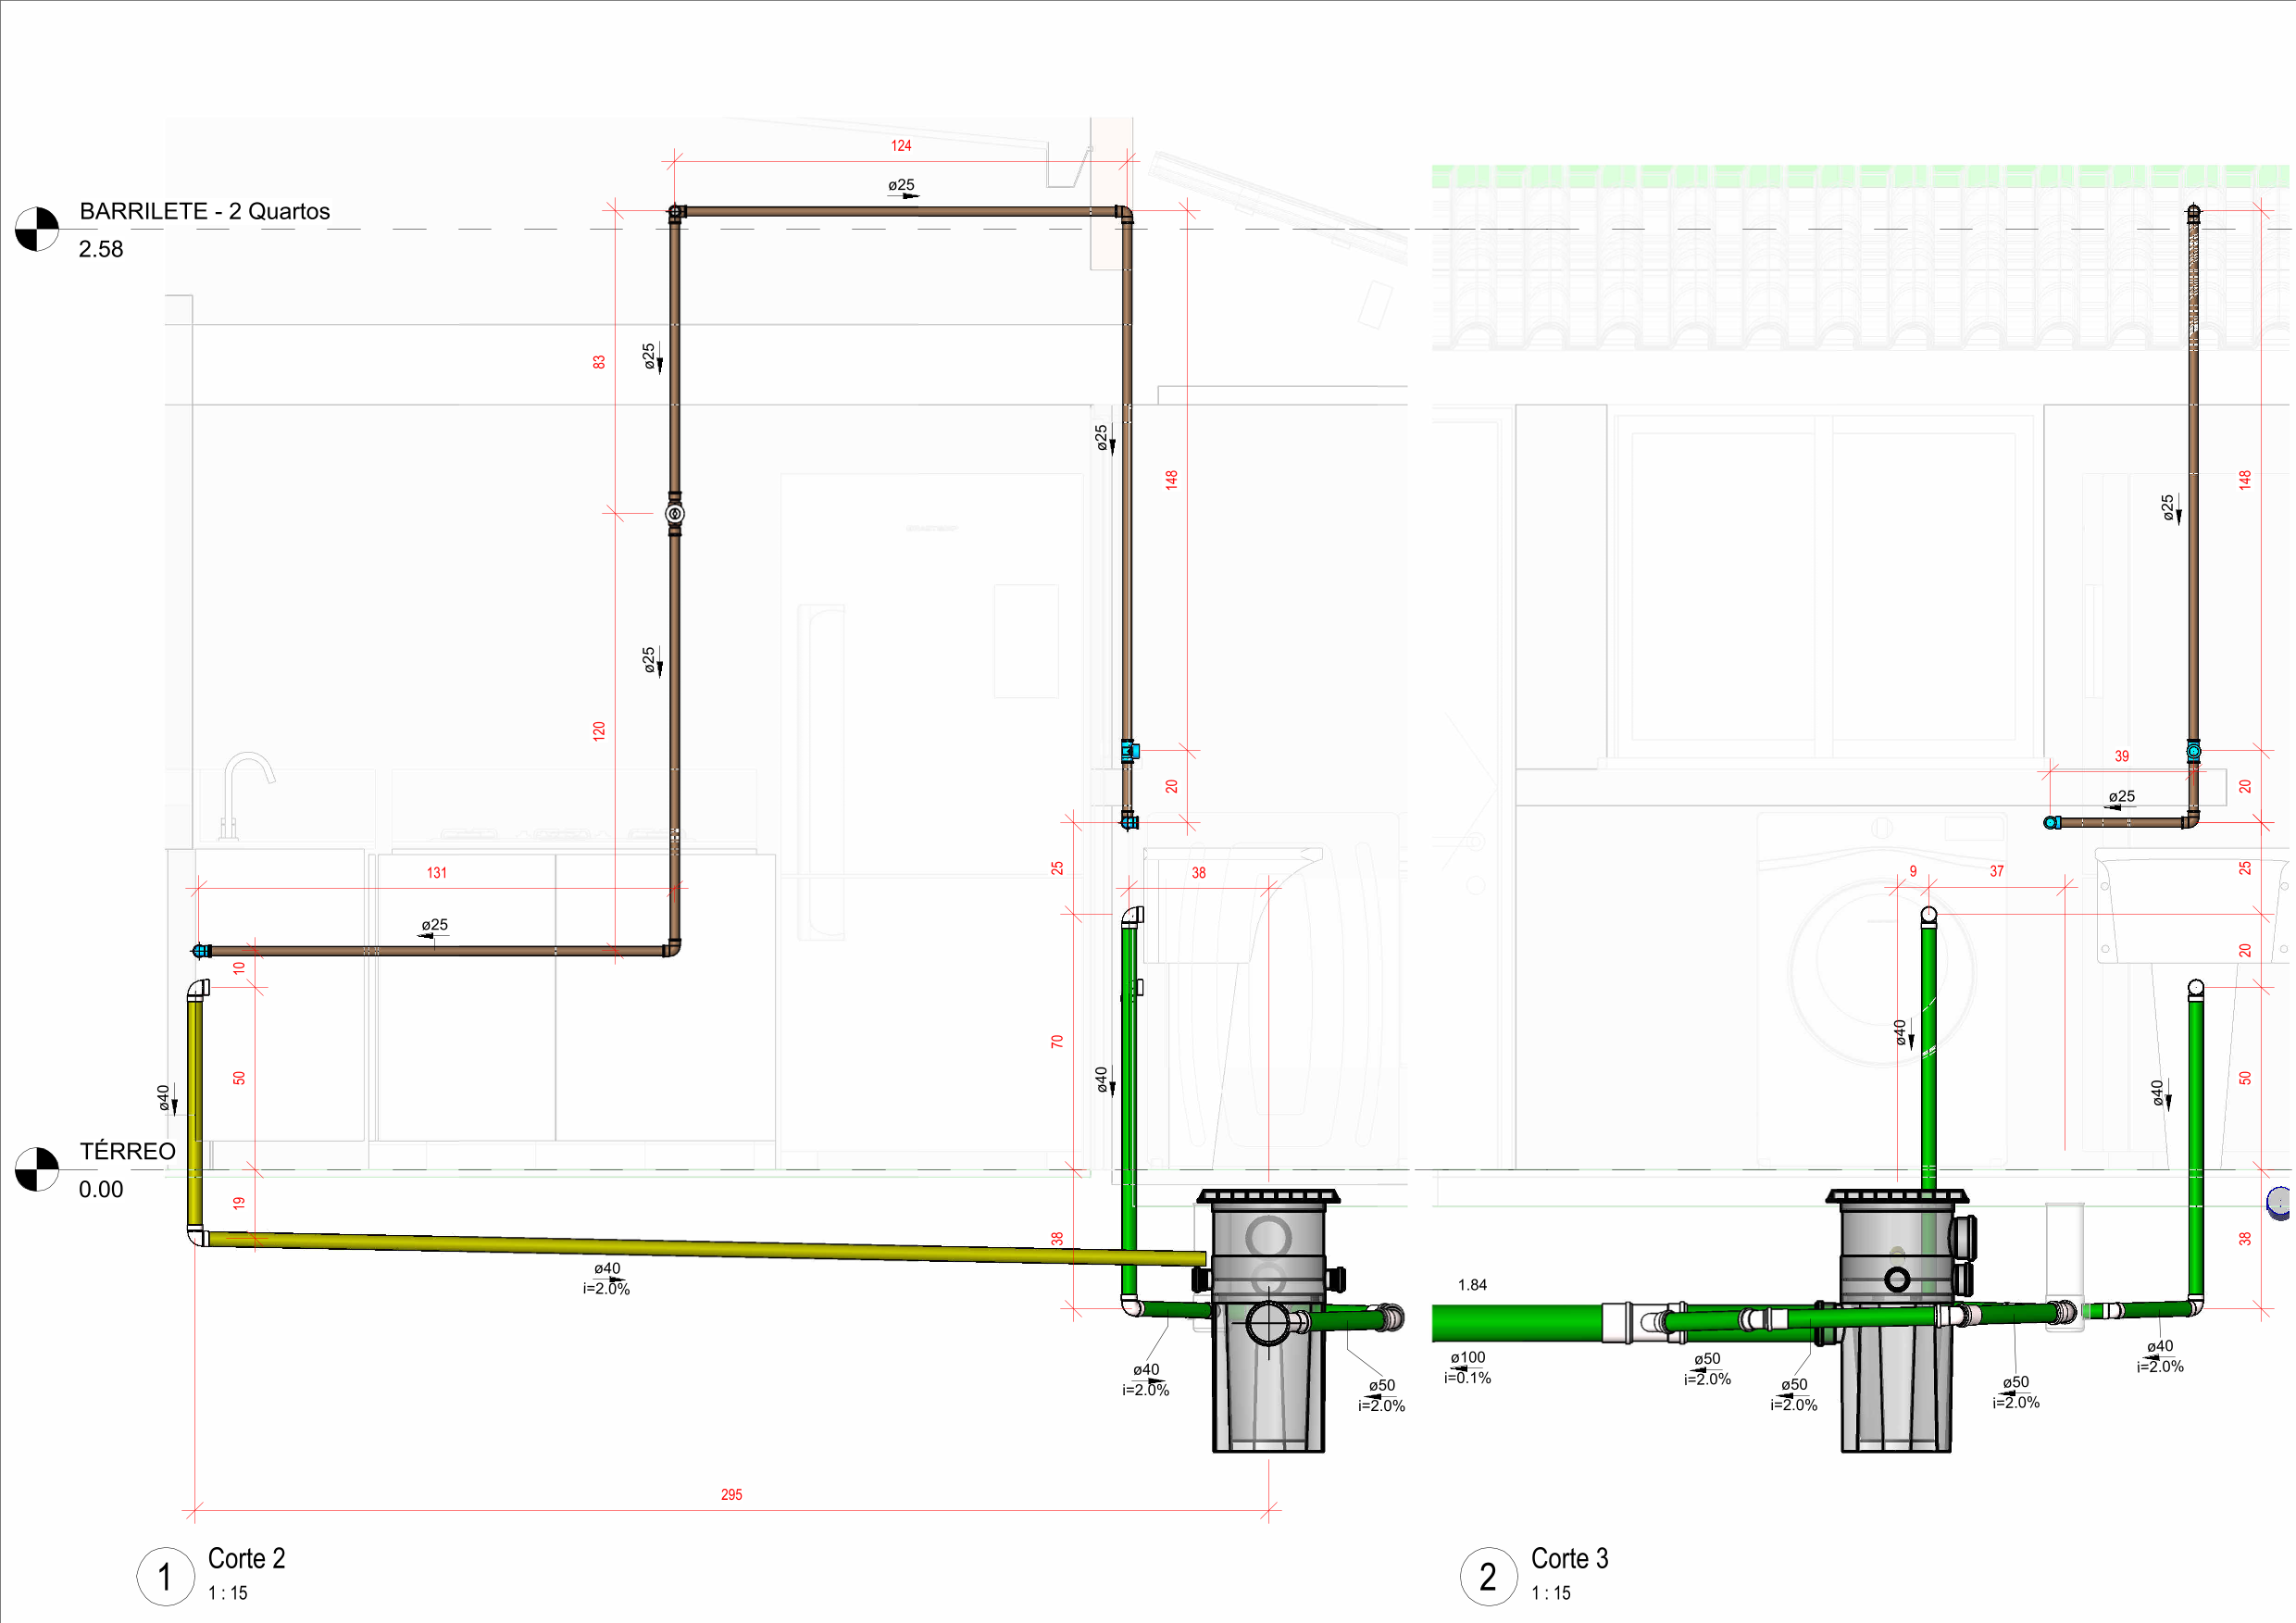 124
ø25
BARRILETE - 2 Quartos
2.58
83
ø25
ø25
148
148
ø25
ø25
120
20
39
ø25
20
131
ø25
25
38
9
37
25
10
20
50
ø40
70
ø40
ø40
ø40
50
TÉRREO
0.00
19
38
38
ø40
i=2.0%
1.84
ø40
i=2.0%
ø50
i=2.0%
ø100
i=0.1%
ø50
i=2.0%
ø50
i=2.0%
ø50
i=2.0%
ø40
i=2.0%
295
1
Corte 2
1 : 15
2
Corte 3
1 : 15